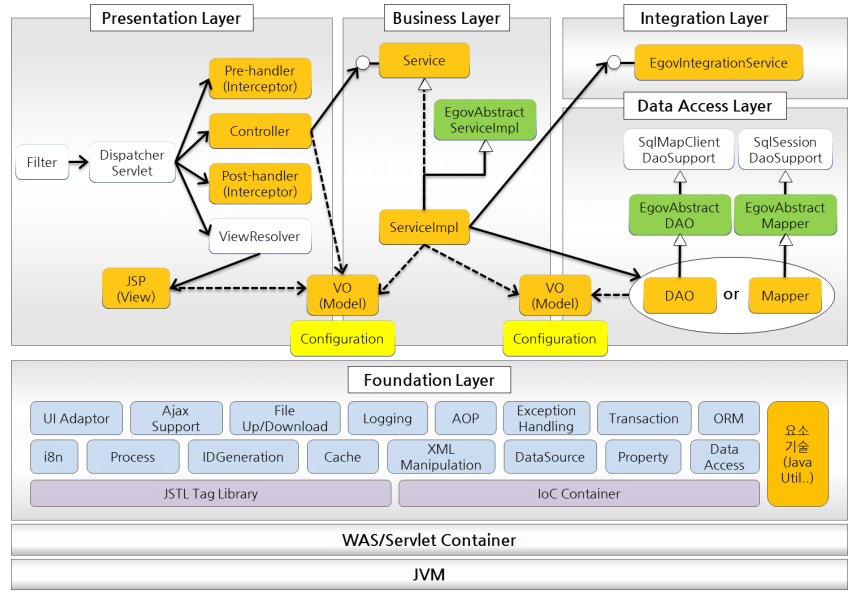 Presentation Layer
Business Layer
Integration Layer
Pre-handler
(Interceptor)
Service
EgovIntegrationService
Data Access Layer
EgovAbstract
ServiceImpl
Controller
SqlMapClient
DaoSupport
SqlSession
DaoSupport
Filter
Dispatcher
Servlet
Post-handler
(Interceptor)
EgovAbstract
DAO
EgovAbstract
Mapper
ViewResolver
ServiceImpl
JSP
(View)
VO
(Model)
VO
(Model)
DAO
or
Mapper
Configuration
Configuration
Foundation Layer
UI Adaptor
Ajax
Support
File
Up/Download
Logging
AOP
Exception
Handling
Transaction
ORM
요소
기술
(Java
Util..)
i8n
Process
IDGeneration
Cache
XML
Manipulation
DataSource
Property
Data
Access
JSTL Tag Library
IoC Container
WAS/Servlet Container
JVM